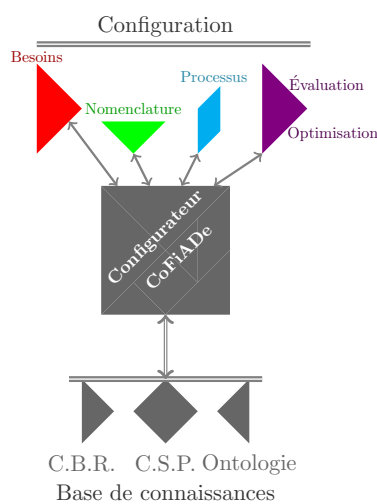 Configuration
Besoins
Processus
Évaluation
Nomenclature
Optimisation
Configurateur
CoFiADe
C.B.R. C.S.P. Ontologie
Base de connaissances